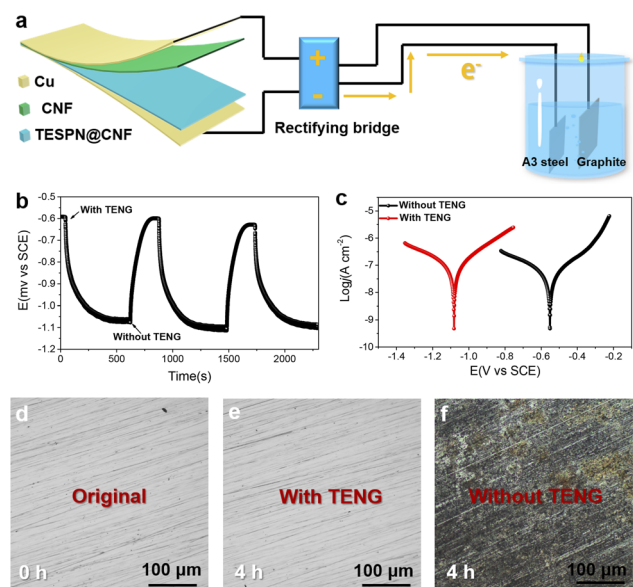 a
Cu
CNF
TESPN@CNF
+
-
Rectifying bridge
e-
A3 steel
Graphite
b
With TENG
Without TENG
E(mv vs SCE)
-0.5
-0.6
-0.7
-0.8
-0.9
-1.0
-1.1
-1.2
0
500
1000
1500
2000
Time(s)
c
Without TENG
With TENG
Logj(A cm-2)
-4
-5
-6
-7
-8
-9
-10
-1.4
-1.2
-1.0
-0.8
-0.6
-0.4
-0.2
E(V vs SCE)
d
Original
0 h
100 μm
e
With TENG
4 h
100 μm
f
Without TENG
4 h
100 μm